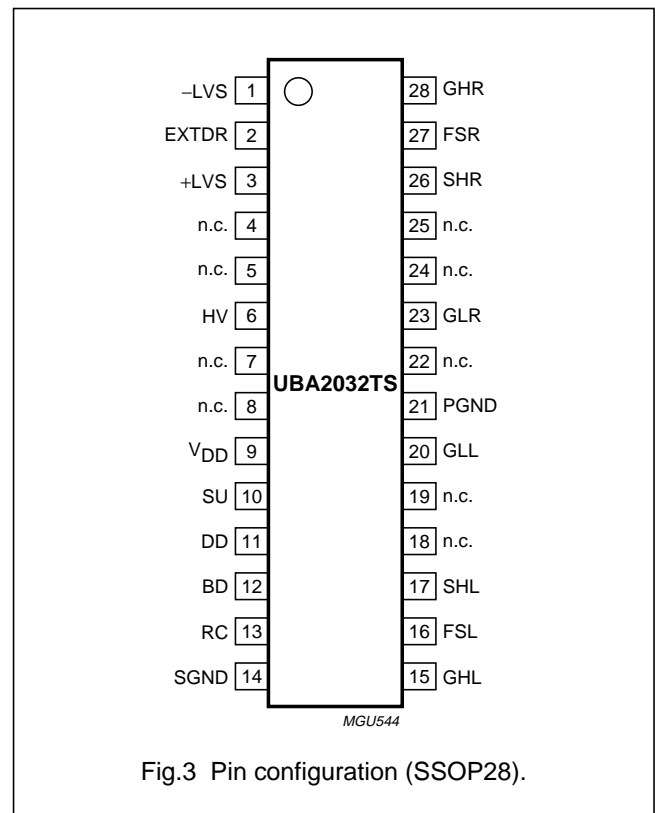 −LVS 1 28 GHR
EXTDR 2 27 FSR
+LVS 3 26 SHR
n.c. 4 25 n.c.
n.c. 5 24 n.c.
HV 6 23 GLR
n.c. 7 22 n.c.
UBA2032TS
n.c. 8 21 PGND
VDD 9 20 GLL
SU 10 19 n.c.
DD 11 18 n.c.
BD 12 17 SHL
RC 13 16 FSL
SGND 14 15 GHL
MGU544
Fig.3 Pin configuration (SSOP28).